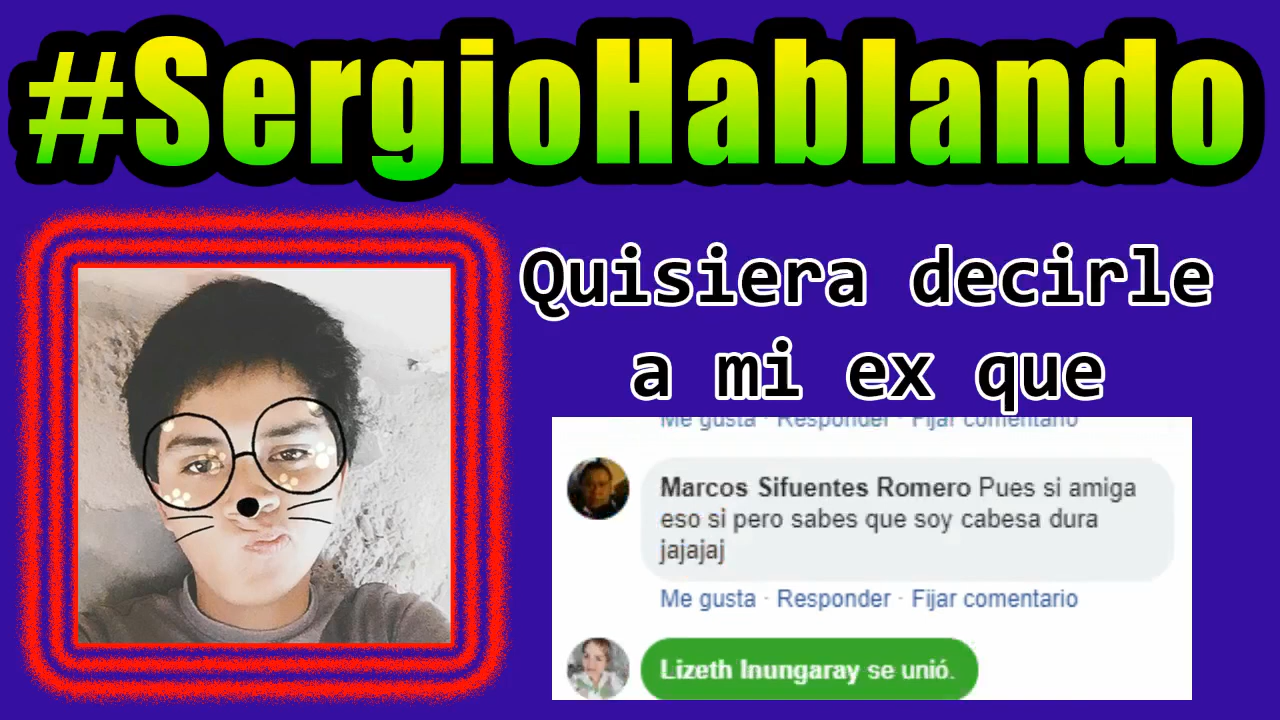 #SergioHablando
Quisiera decirle
a mi ex que
Me gusta · Responder · Fijar comentario
Marcos Sifuentes Romero Pues si amiga
eso si pero sabes que soy cabesa dura
jajajaj
Me gusta · Responder · Fijar comentario
Lizeth Inungaray se unió.